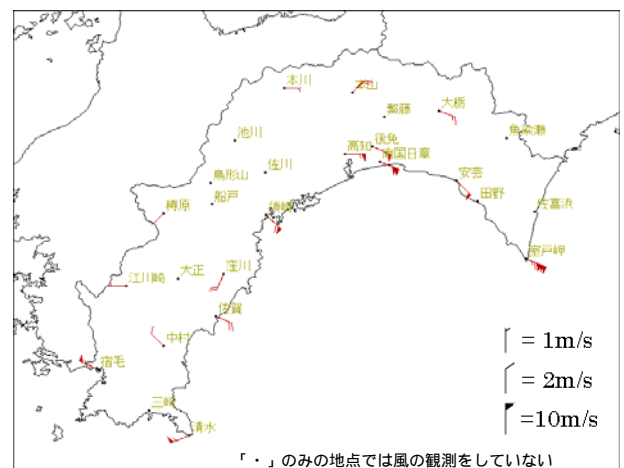 本川
本山
繁藤
大栃
魚梁瀬
池川
高知
後免
南国日章
佐川
鳥形山
安芸
船戸
田野
佐喜浜
梼原
須崎
室戸岬
江川崎
大正
窪川
佐賀
中村
宿毛
三崎
清水
= 1m/s
= 2m/s
=10m/s
「・」のみの地点では風の観測をしていない